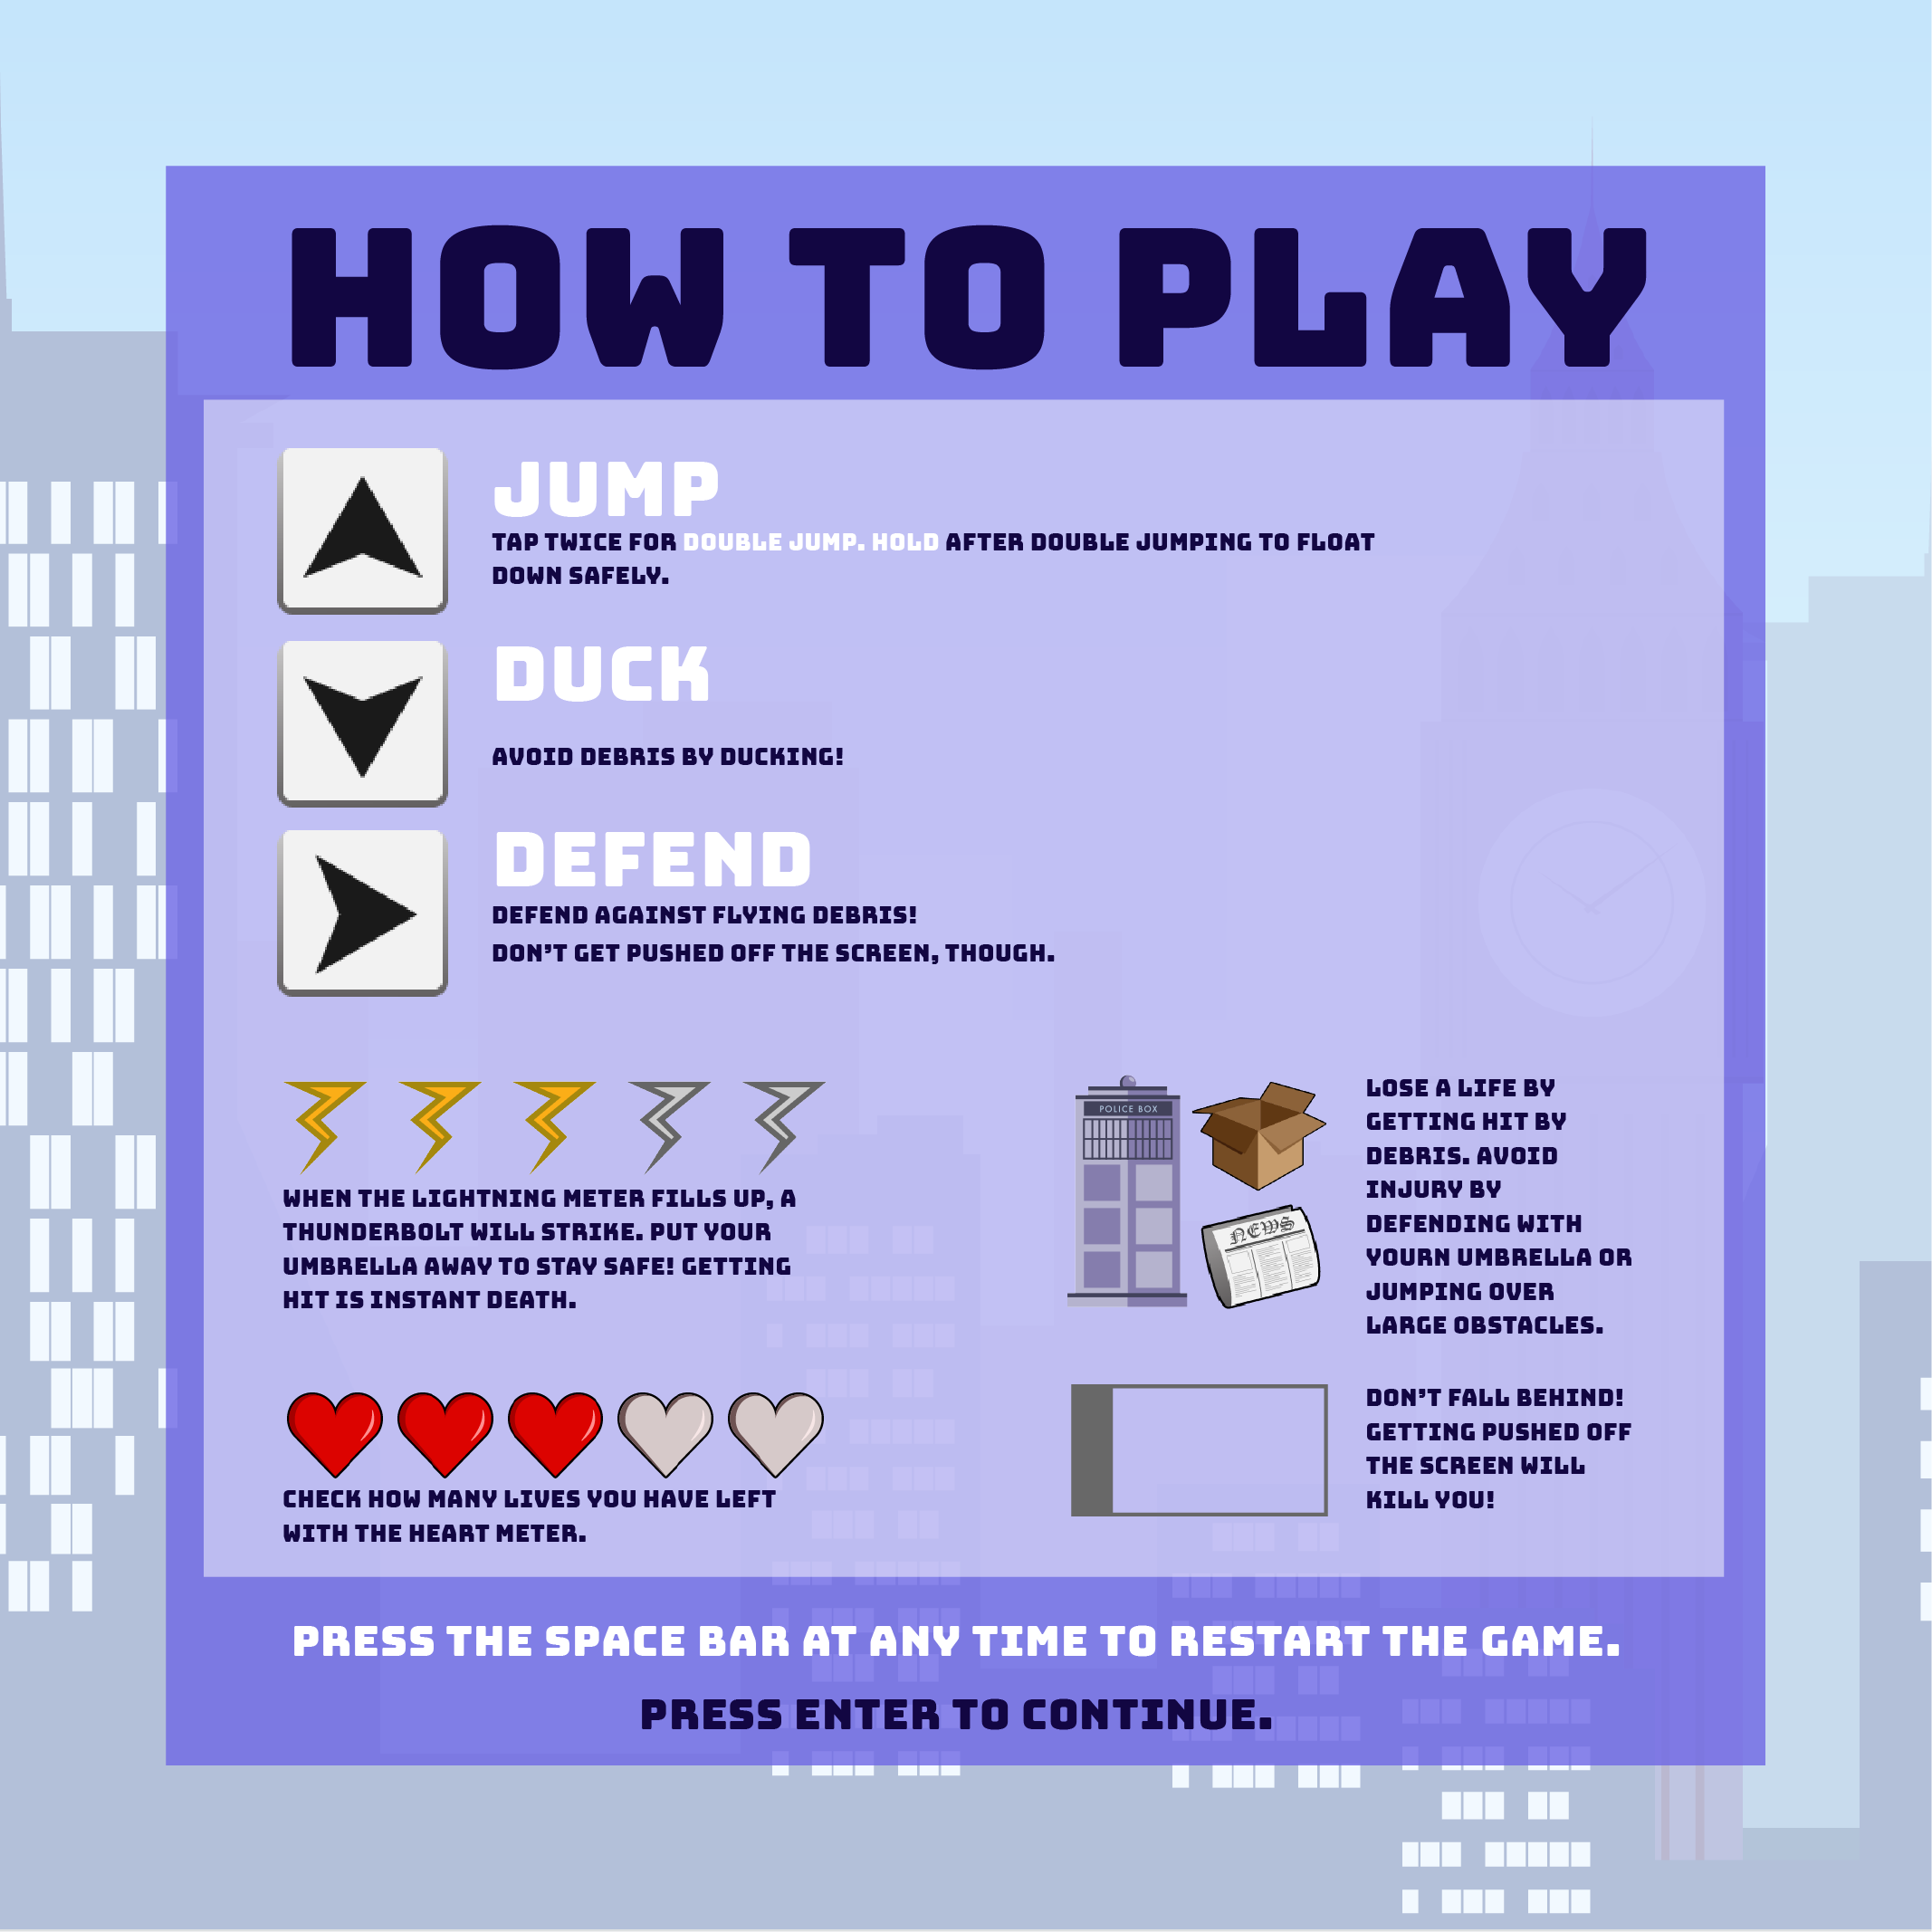 HOW TO PLAY
JUMP
TAP TWICE FOR DOUBLE JUMP. HOLD AFTER DOUBLE JUMPING TO FLOAT
DOWN SAFELY.
DUCK
AVOID DEBRIS BY DUCKING!
DEFEND
DEFEND AGAINST FLYING DEBRIS!
DON'T GET PUSHED OFF THE SCREEN, THOUGH.
WHEN THE LIGHTNING METER FILLS UP, A
THUNDERBOLT WILL STRIKE. PUT YOUR
UMBRELLA AWAY TO STAY SAFE! GETTING
HIT IS INSTANT DEATH.
POLICE BOX
NEWS
LOSE A LIFE BY
GETTING HIT BY
DEBRIS. AVOID
INJURY BY
DEFENDING WITH
YOURN UMBRELLA OR
JUMPING OVER
LARGE OBSTACLES.
CHECK HOW MANY LIVES YOU HAVE LEFT
WITH THE HEART METER.
DON'T FALL BEHIND!
GETTING PUSHED OFF
THE SCREEN WILL
KILL YOU!
PRESS THE SPACE BAR AT ANY TIME TO RESTART THE GAME.
PRESS ENTER TO CONTINUE.